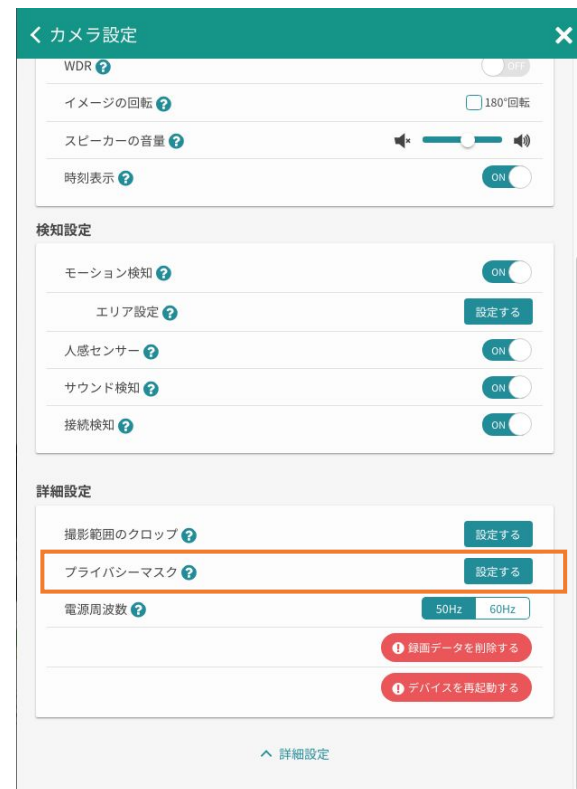 カメラ設定
WDR ? OFF
イメージの回転 ? 180°回転
スピーカーの音量 ?
時刻表示 ? ON
検知設定
モーション検知 ? ON
エリア設定 ? 設定する
人感センサー ? ON
サウンド検知 ? ON
接続検知 ? ON
詳細設定
撮影範囲のクロップ ? 設定する
プライバシーマスク ? 設定する
電源周波数 ? 50Hz 60Hz
! 録画データを削除する
! デバイスを再起動する
詳細設定